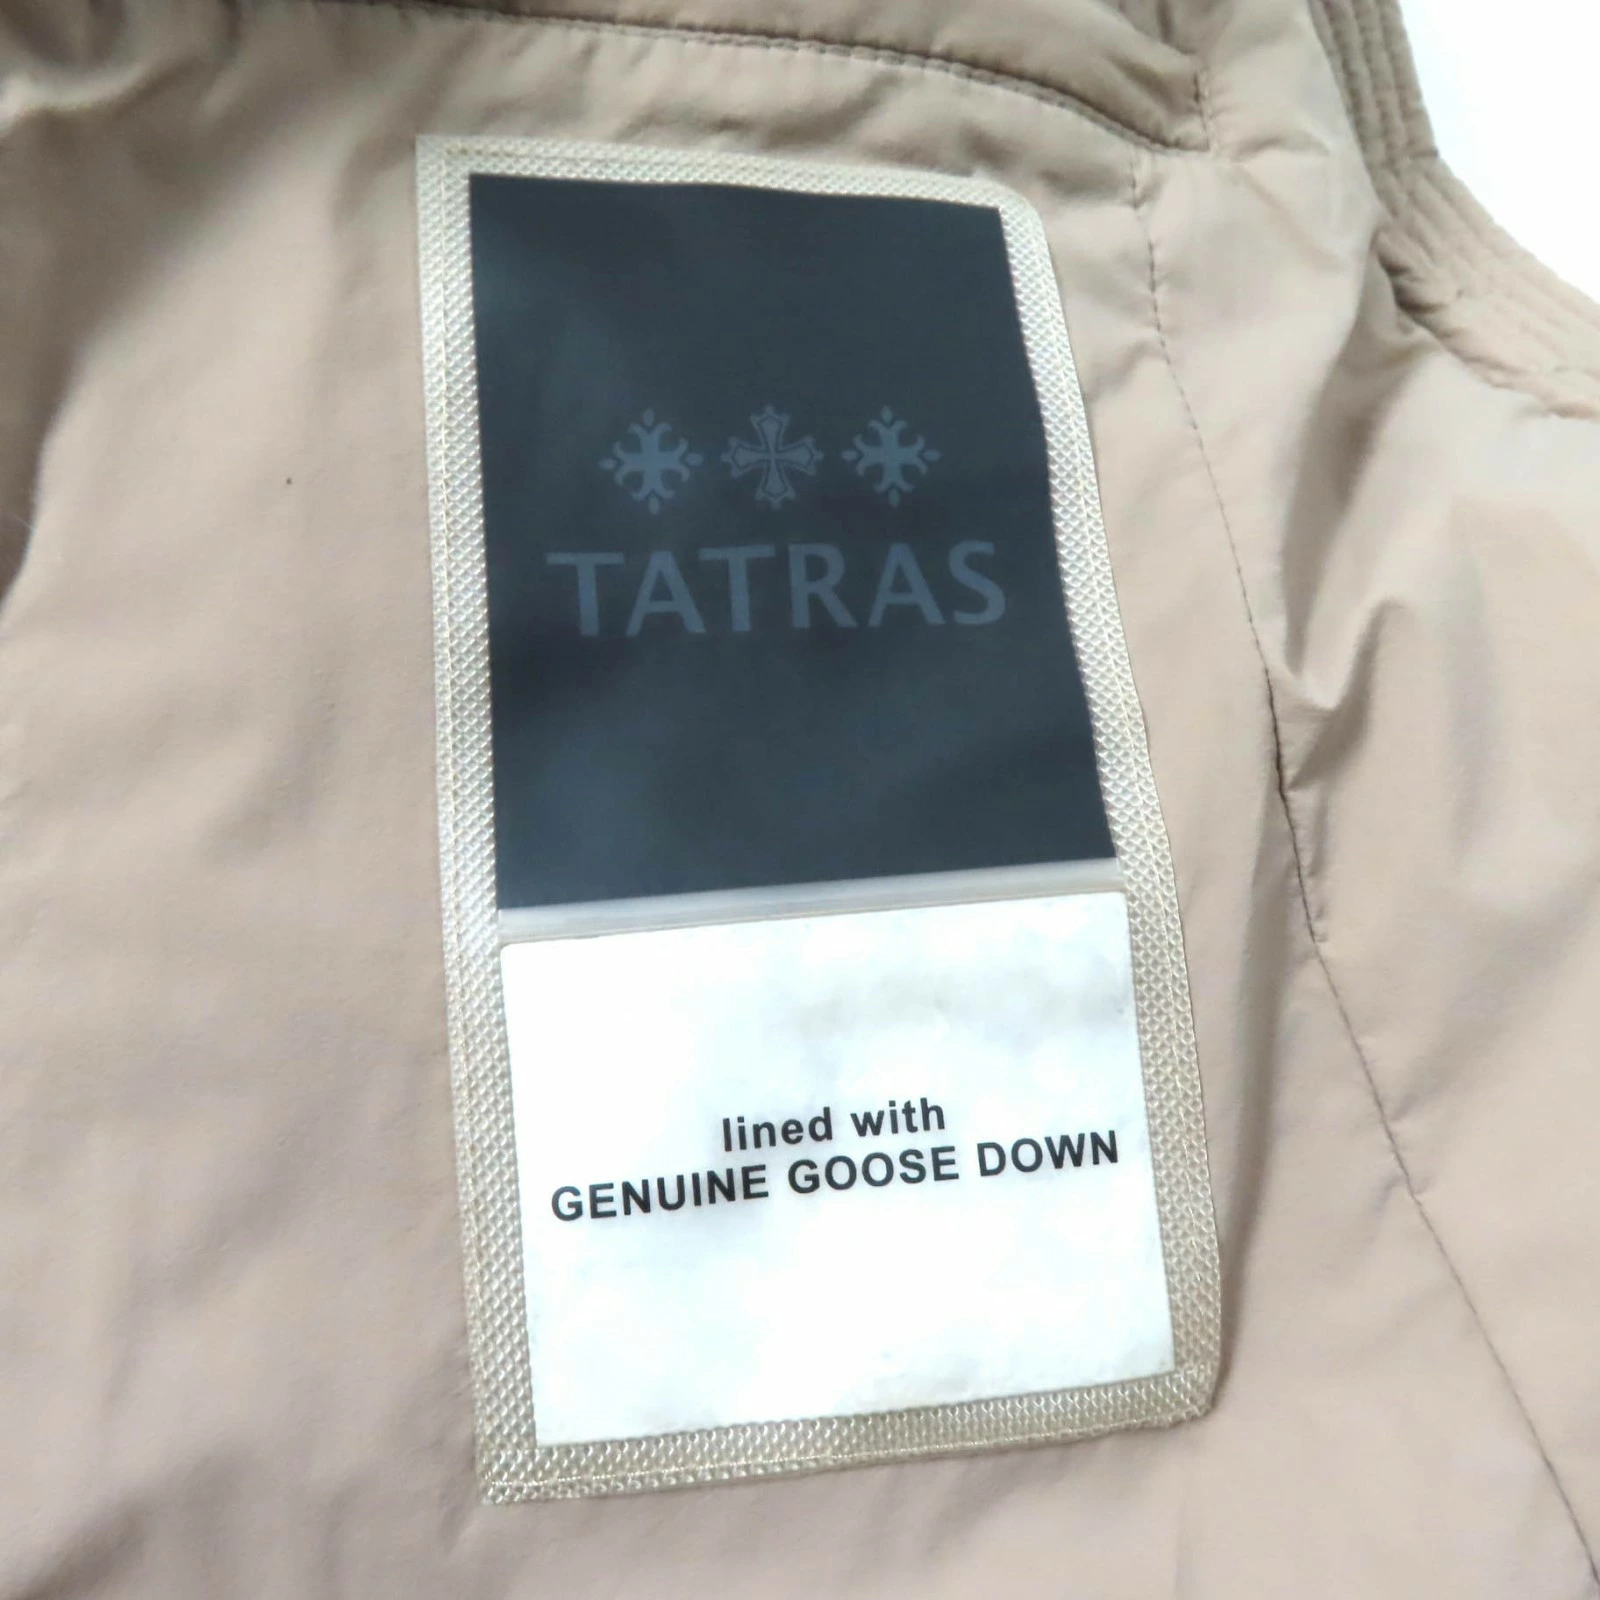 TATRAS
lined with
GENUINE GOOSE DOWN